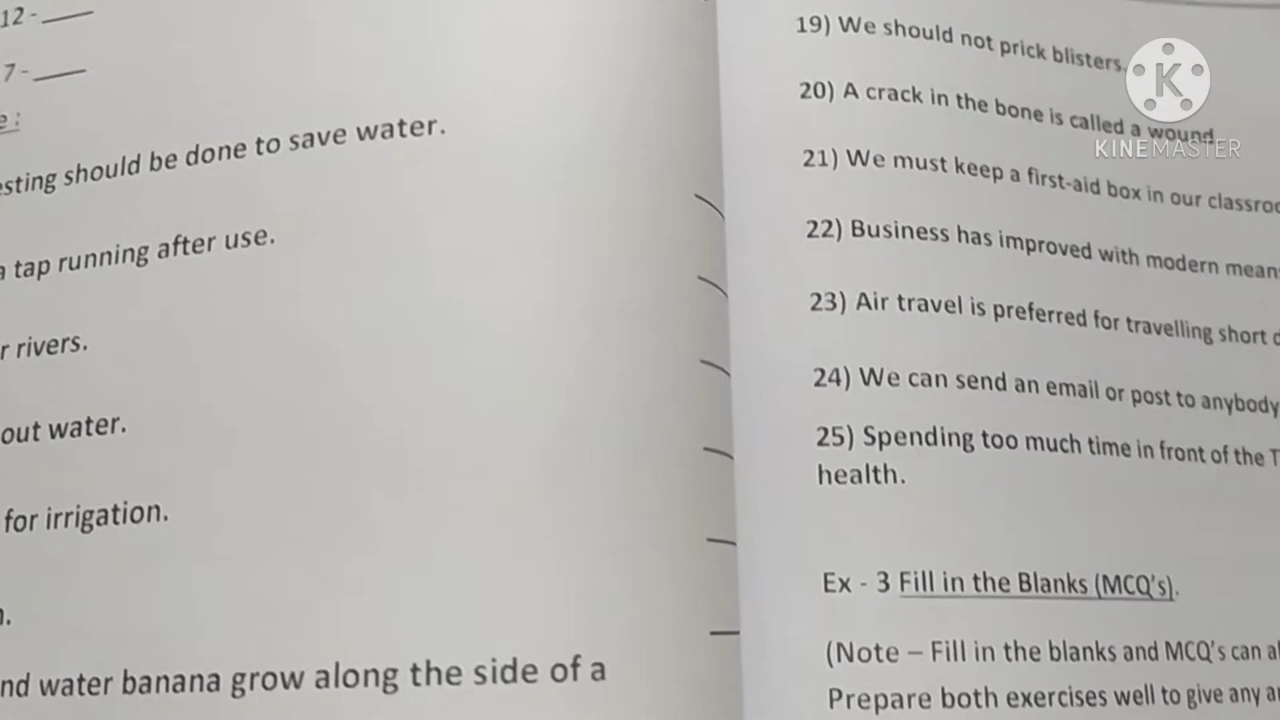 12 -
7 -
e :
esting should be done to save water.
a tap running after use.
r rivers.
out water.
for irrigation.
nd water banana grow along the side of a
19) We should not prick blisters.
20) A crack in the bone is called a wound
21) We must keep a first-aid box in our classroo
22) Business has improved with modern mean
23) Air travel is preferred for travelling short
24) We can send an email or post to anybody
25) Spending too much time in front of the T
health.
Ex - 3 Fill in the Blanks (MCQ's).
(Note – Fill in the blanks and MCQ's can al
Prepare both exercises well to give any a
K
KINEMASTER